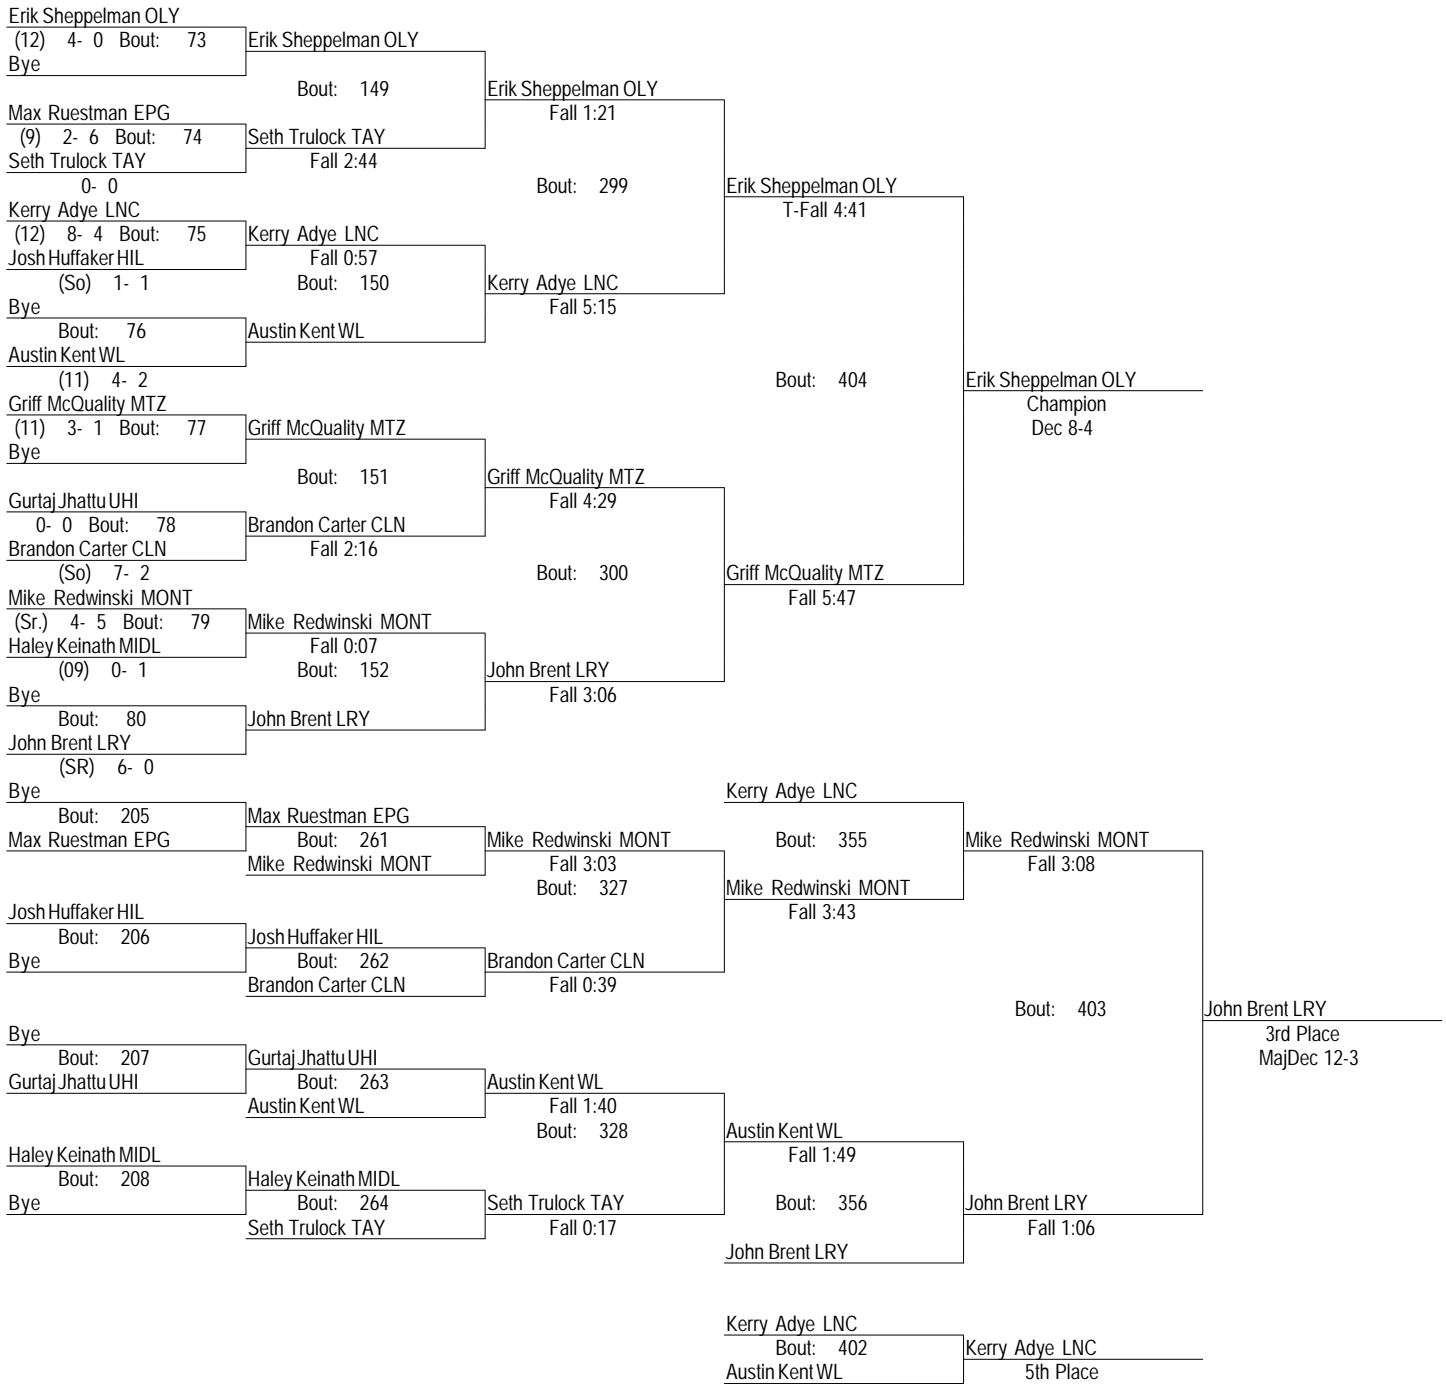 Erik Sheppelman OLY
(12) 4- 0 Bout: 73 Erik Sheppelman OLY
Bye
Bout: 149 Erik Sheppelman OLY
Max Ruestman EPG Fall 1:21
(9) 2- 6 Bout: 74 Seth Trulock TAY
Seth Trulock TAY Fall 2:44
0- 0 Bout: 299 Erik Sheppelman OLY
Kerry Adye LNC T-Fall 4:41
(12) 8- 4 Bout: 75 Kerry Adye LNC
Josh Huffaker HIL Fall 0:57
(So) 1- 1 Bout: 150 Kerry Adye LNC
Bye Fall 5:15
Bout: 76 Austin Kent WL
Austin Kent WL
(11) 4- 2 Bout: 404 Erik Sheppelman OLY
Griff McQuality MTZ Champion
(11) 3- 1 Bout: 77 Griff McQuality MTZ Dec 8-4
Bye
Bout: 151 Griff McQuality MTZ
Gurtaj Jhattu UHI Fall 4:29
0- 0 Bout: 78 Brandon Carter CLN
Brandon Carter CLN Fall 2:16
(So) 7- 2 Bout: 300 Griff McQuality MTZ
Mike Redwinski MONT Fall 5:47
(Sr.) 4- 5 Bout: 79 Mike Redwinski MONT
Haley Keinath MIDL Fall 0:07
(09) 0- 1 Bout: 152 John Brent LRY
Bye Fall 3:06
Bout: 80 John Brent LRY
John Brent LRY
(SR) 6- 0
Bye Kerry Adye LNC
Bout: 205 Max Ruestman EPG
Max Ruestman EPG Bout: 261 Mike Redwinski MONT Bout: 355 Mike Redwinski MONT
Mike Redwinski MONT Fall 3:03 Fall 3:08
Bout: 327 Mike Redwinski MONT
Josh Huffaker HIL Fall 3:43
Bout: 206 Josh Huffaker HIL
Bye Bout: 262 Brandon Carter CLN
Brandon Carter CLN Fall 0:39
Bout: 403 John Brent LRY
Bye 3rd Place
Bout: 207 Gurtaj Jhattu UHI MajDec 12-3
Gurtaj Jhattu UHI Bout: 263 Austin Kent WL
Austin Kent WL Fall 1:40
Bout: 328 Austin Kent WL
Haley Keinath MIDL Fall 1:49
Bout: 208 Haley Keinath MIDL
Bye Bout: 264 Seth Trulock TAY Bout: 356 John Brent LRY
Seth Trulock TAY Fall 0:17 Fall 1:06
John Brent LRY
Kerry Adye LNC
Bout: 402 Kerry Adye LNC
Austin Kent WL 5th Place